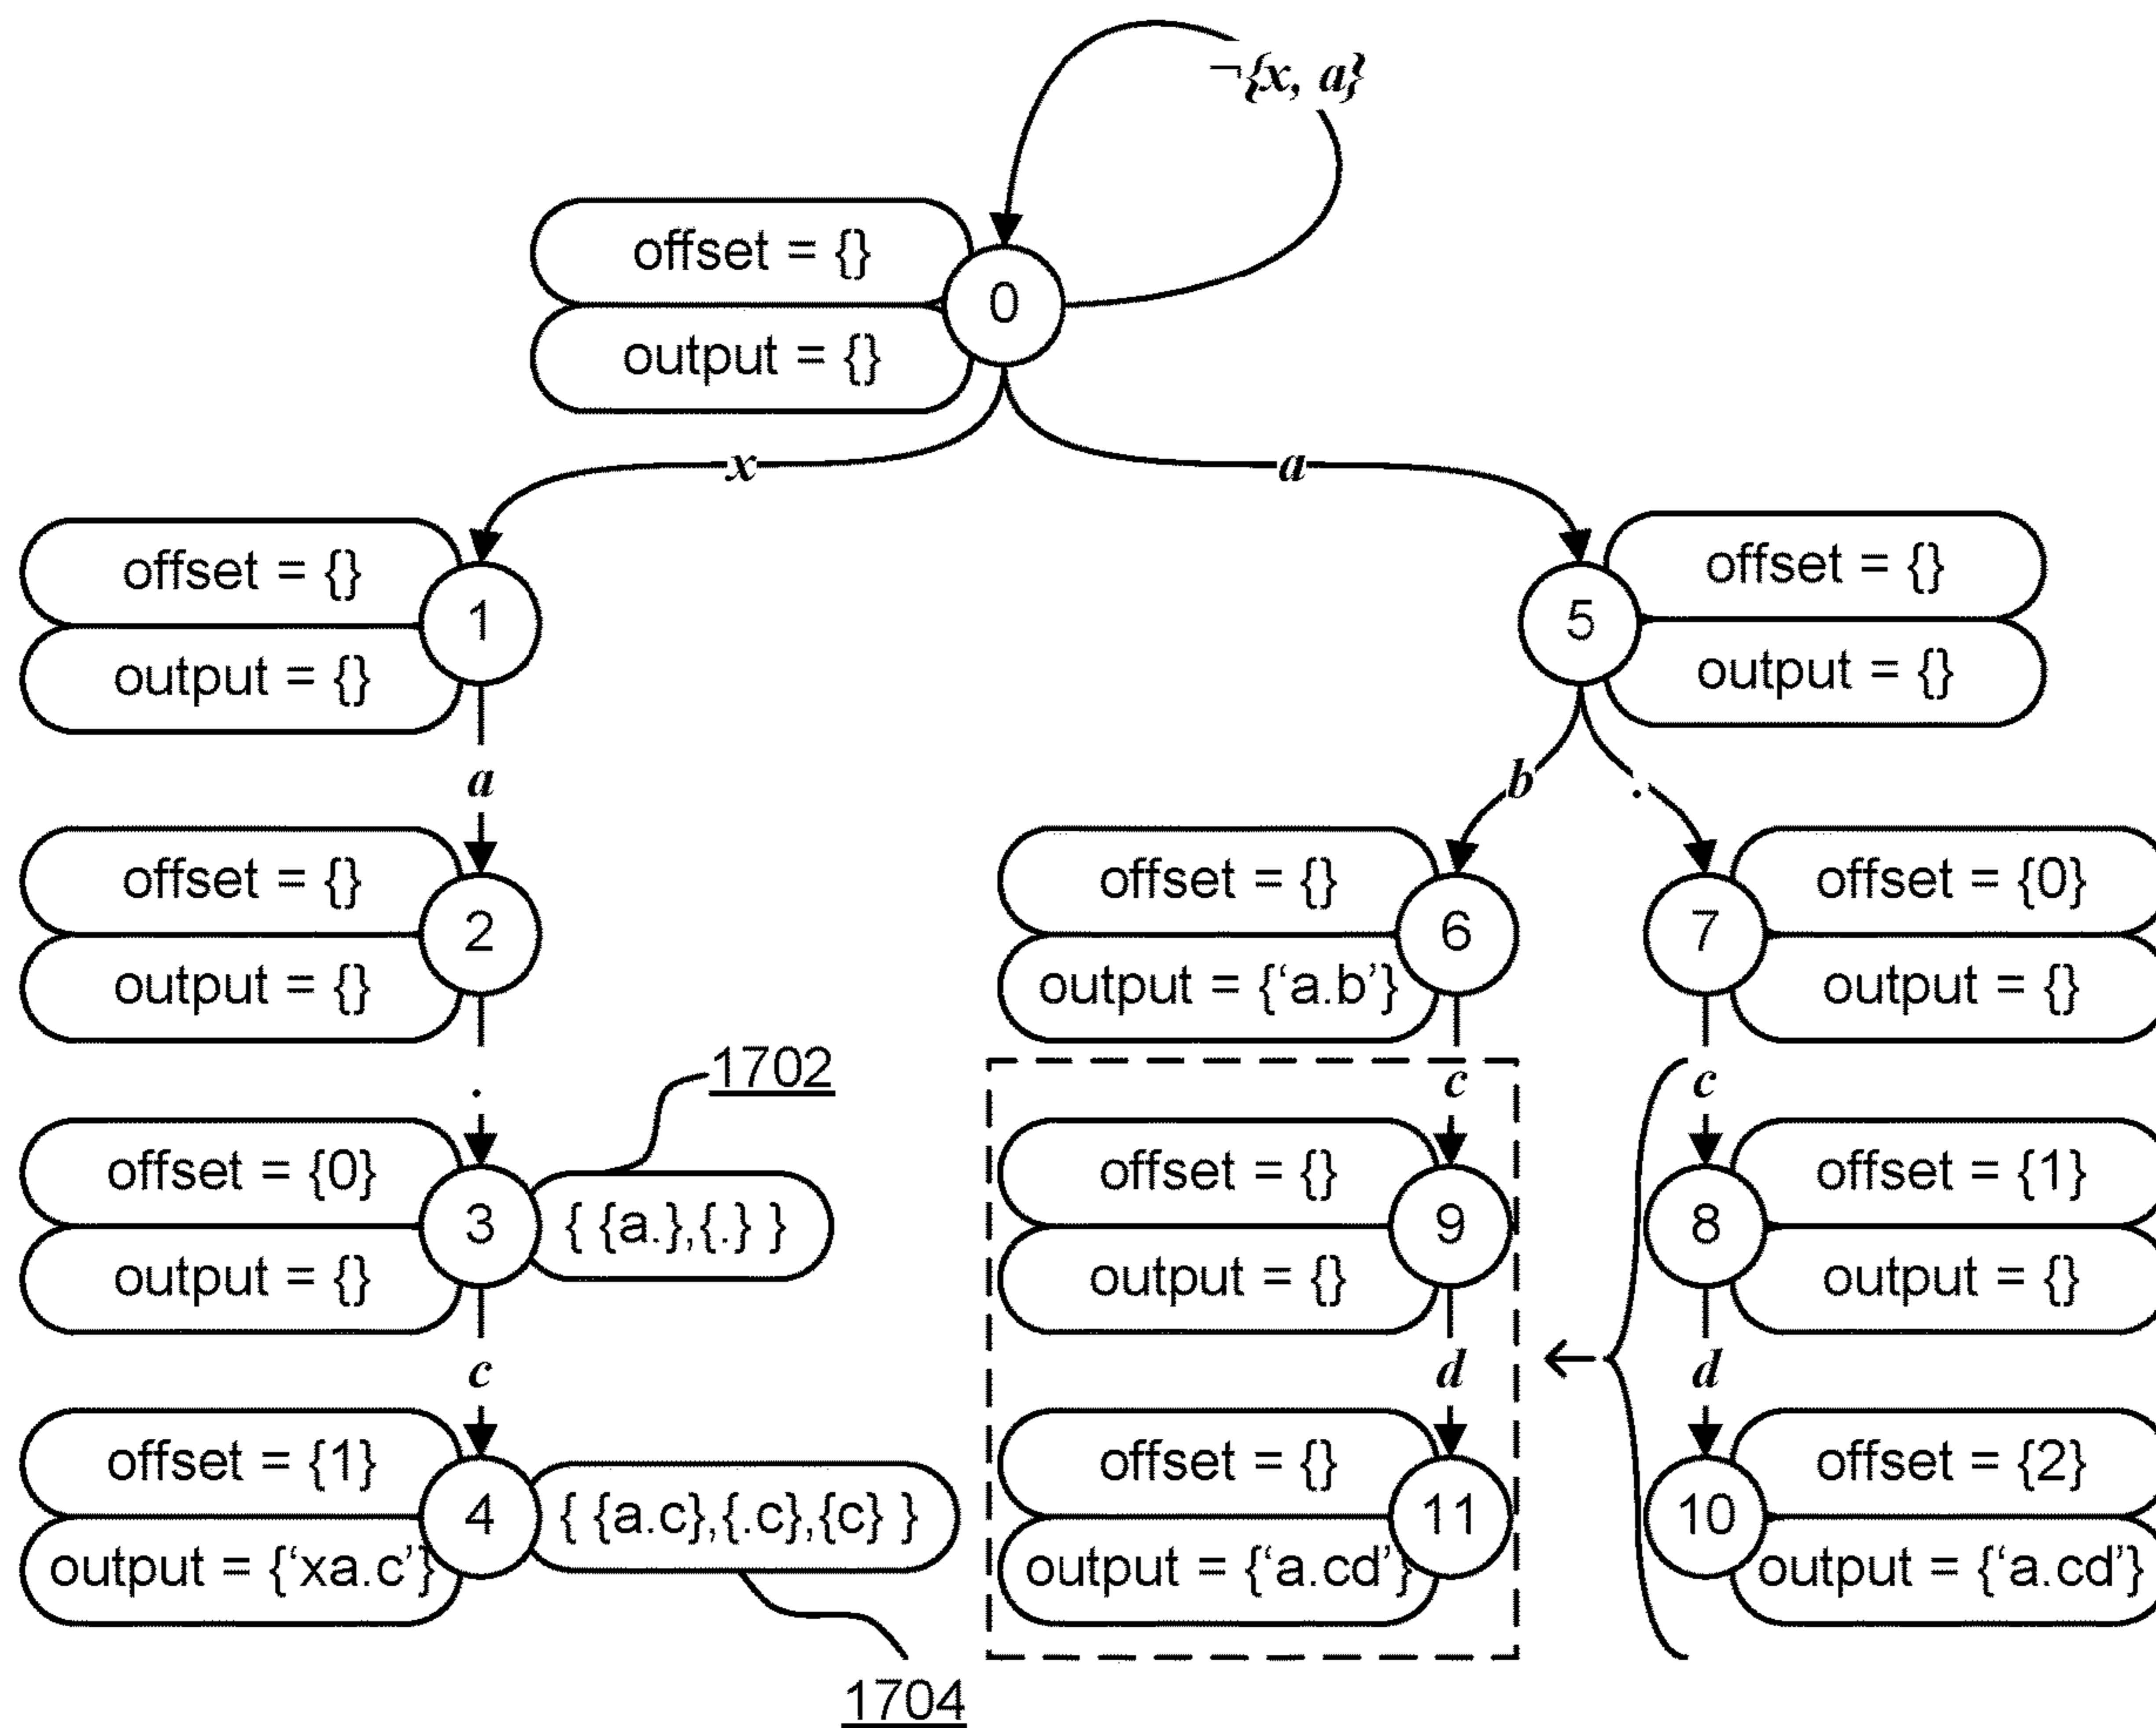 ¬{x, a}
offset = {}
0
output = {}
x
a
offset = {}
1
output = {}
offset = {}
5
output = {}
a
b
.
offset = {}
2
output = {}
offset = {}
6
output = {‘a.b’}
7
offset = {0}
output = {}
.
1702
c
c
offset = {0}
3
{ {a.},{.} }
output = {}
offset = {}
9
output = {}
8
offset = {1}
output = {}
c
d
d
offset = {1}
4
{ {a.c},{.c},{c} }
output = {‘xa.c’}
offset = {}
11
output = {‘a.cd’}
10
offset = {2}
output = {‘a.cd’}
1704